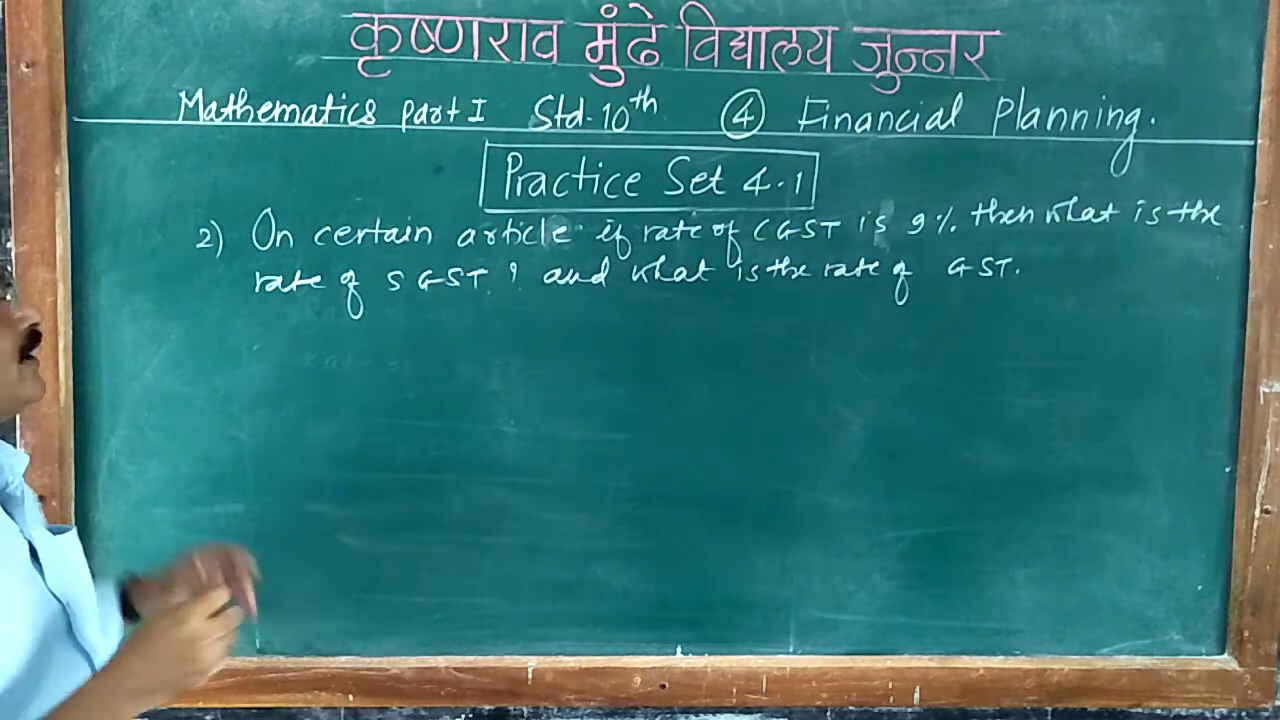 कृष्णराव मुंढे विद्यालय जुन्नर
Mathematics part I Std. 10th ④ Financial Planning.
Practice Set 4.1
2) On certain article if rate of CGST is 9%. then what is the
rate of SGST? and what is the rate of GST.